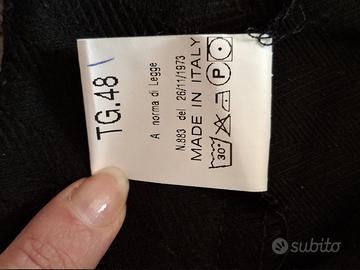 TG.48
A norma di Legge
N.883 del 26/11/1973
MADE IN ITALY
30°
P
subito